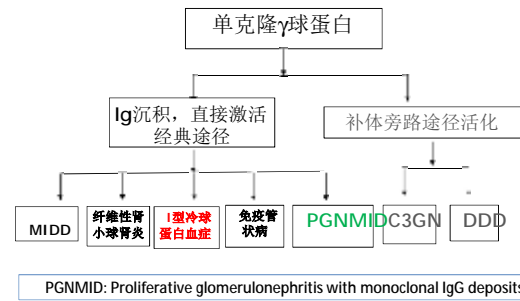 单克隆γ球蛋白
Ig沉积，直接激活
经典途径
补体旁路途径活化
MIDD
纤维性肾
小球肾炎
I型冷球
蛋白血症
免疫管
状病
PGNMID
C3GN
DDD
PGNMID: Proliferative glomerulonephritis with monoclonal IgG deposits